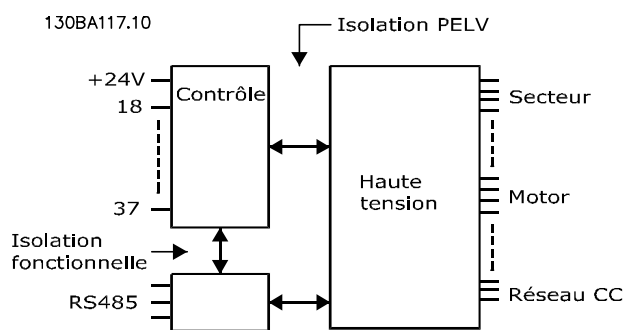 130BA117.10
Isolation PELV
+24V
Contrôle
18
37
Haute
tension
Secteur
Motor
Réseau CC
Isolation
fonctionnelle
RS485